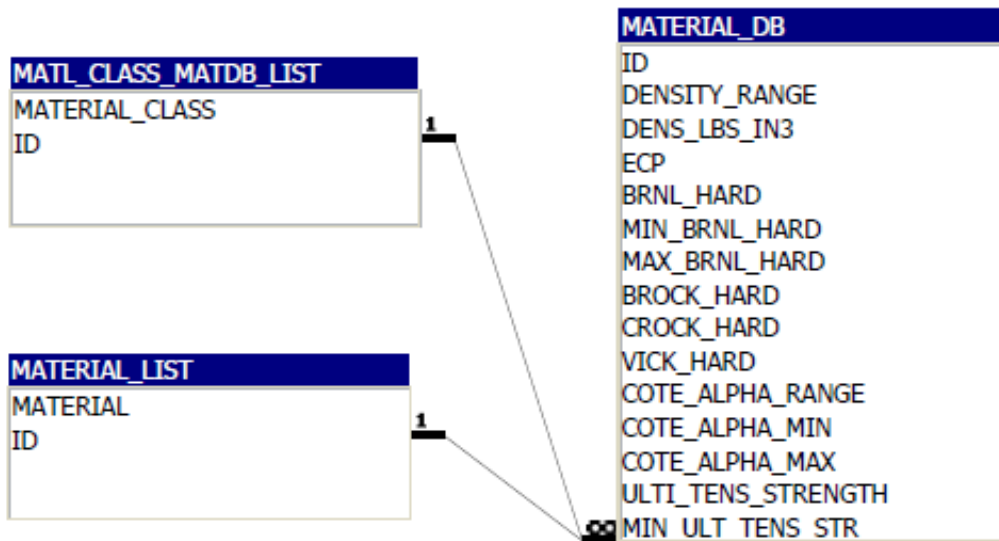 MATL_CLASS_MATDB_LIST
MATERIAL_CLASS
ID
1
MATERIAL_LIST
MATERIAL
ID
1
MATERIAL_DB
ID
DENSITY_RANGE
DENS_LBS_IN3
ECP
BRNL_HARD
MIN_BRNL_HARD
MAX_BRNL_HARD
BROCK_HARD
CROCK_HARD
VICK_HARD
COTE_ALPHA_RANGE
COTE_ALPHA_MIN
COTE_ALPHA_MAX
ULTI_TENS_STRENGTH
∞
MIN_ULT_TENS_STR